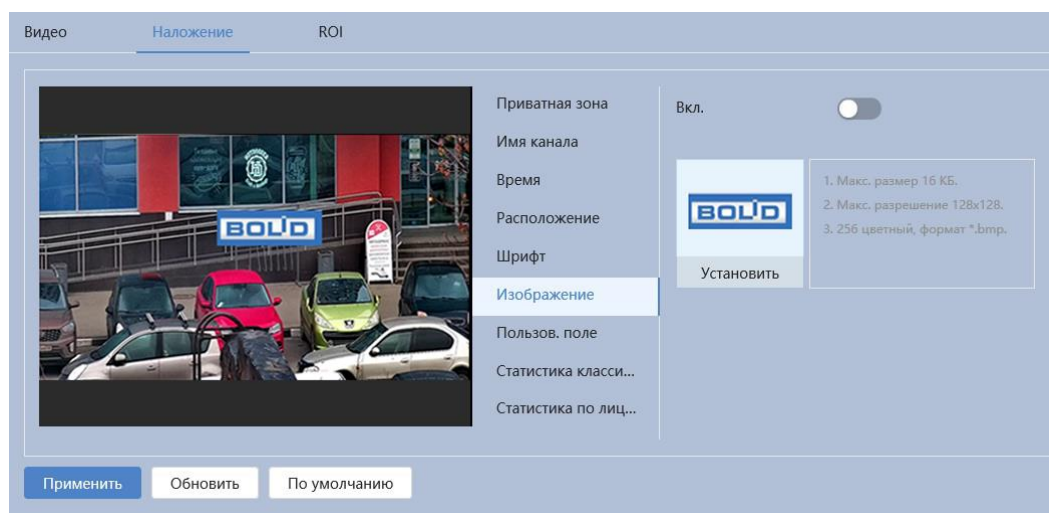 Видео
Наложение
ROI
BOLID
Приватная зона
Имя канала
Время
Расположение
Шрифт
Изображение
Пользов. поле
Статистика класси...
Статистика по лиц...
Вкл.
BOLID
Установить
1. Макс. размер 16 КБ.
2. Макс. разрешение 128x128.
3. 256 цветный, формат *.bmp.
Применить
Обновить
По умолчанию